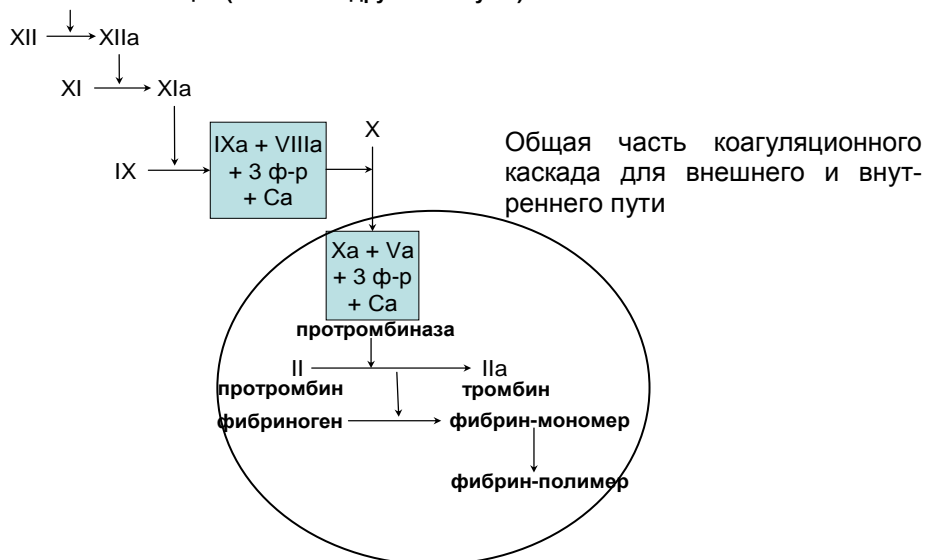 XII XIIa
XI XIa
IX
IXa + VIIIa
+ 3 ф-р
+ Ca
X
Общая часть коагуляционного
каскада для внешнего и внут-
реннего пути
Xa + Va
+ 3 ф-р
+ Ca
протромбиназа
II IIa
протромбин тромбин
фибриноген фибрин-мономер
фибрин-полимер